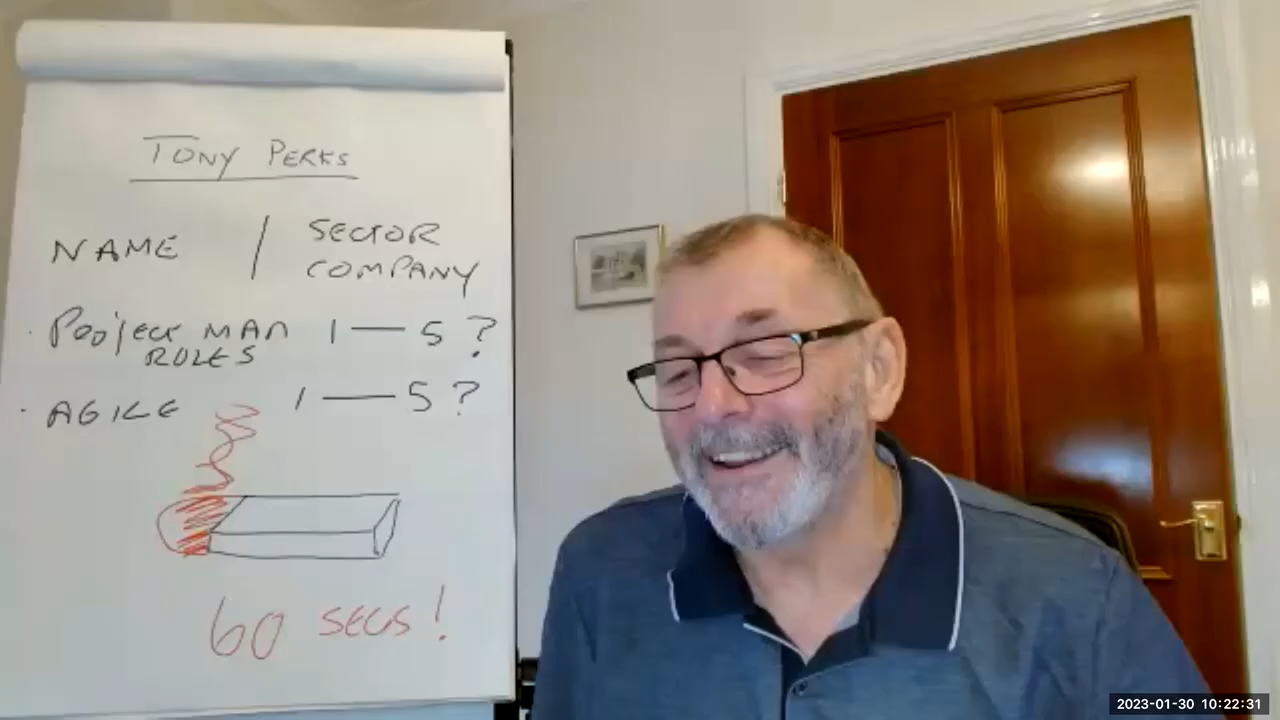 TONY PERKS
NAME / SECTOR COMPANY
· Project MAN ROLES 1 — 5 ?
· AGILE 1 — 5 ?
60 SECS!
2023-01-30 10:22:31